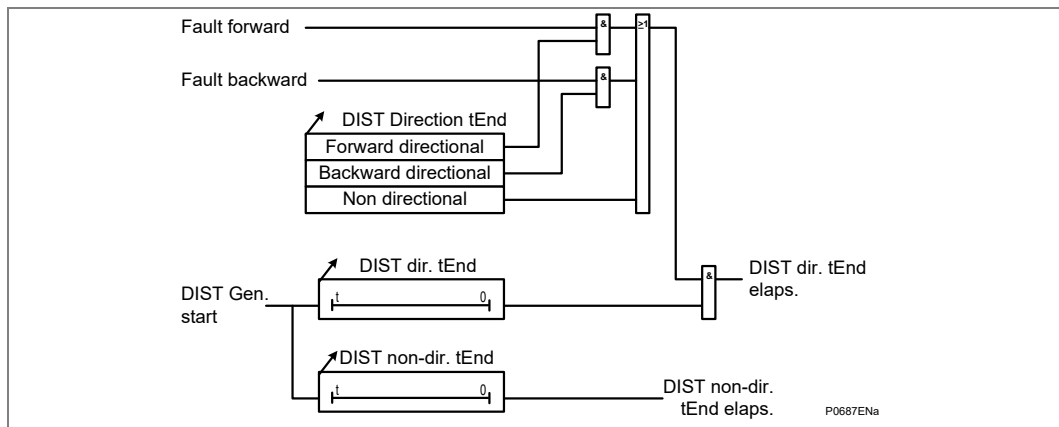 Fault forward
&
≥1
Fault backward
&
DIST Direction tEnd
Forward directional
Backward directional
Non directional
DIST dir. tEnd
t 0
DIST Gen.
start
&
DIST dir. tEnd
elaps.
DIST non-dir. tEnd
t 0
DIST non-dir.
tEnd elaps.
P0687ENa